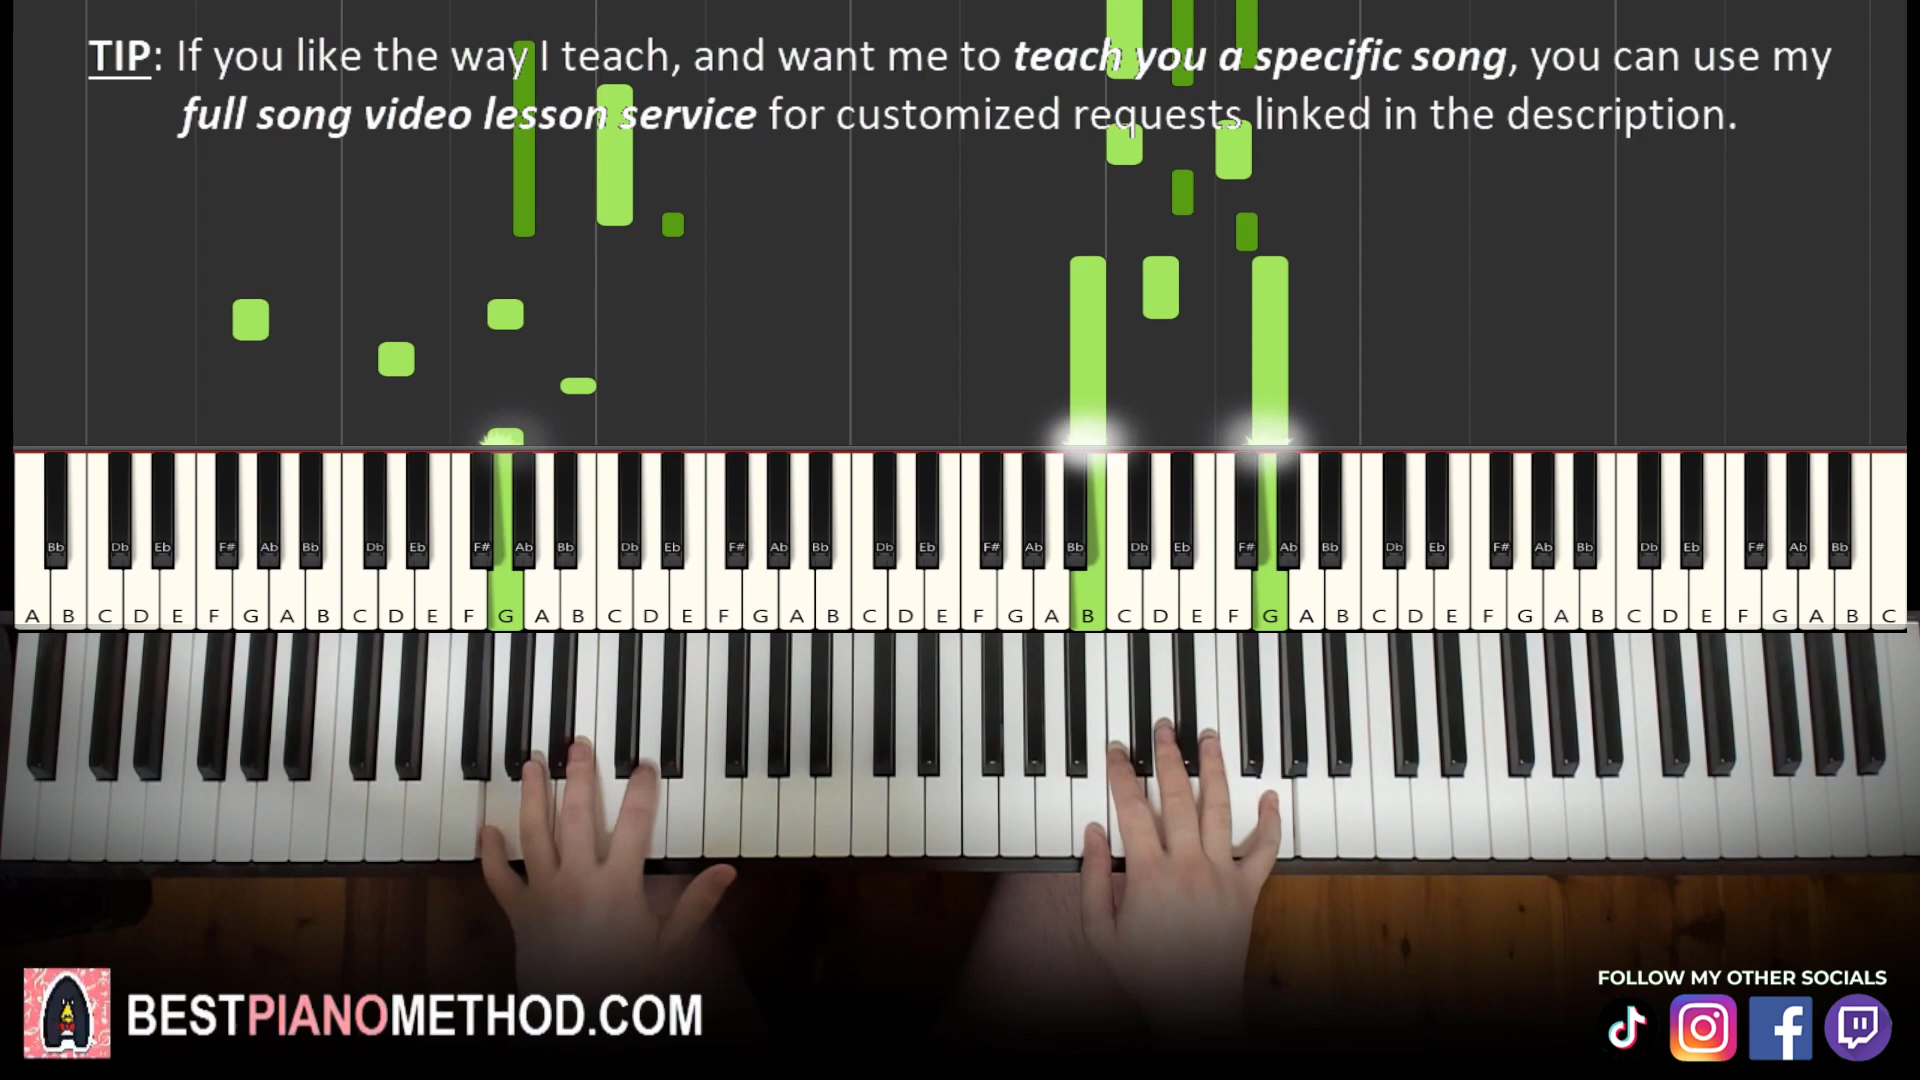 TIP: If you like the way I teach, and want me to teach you a specific song, you can use my
full song video lesson service for customized requests linked in the description.
Bb Db Eb F# Ab Bb Db Eb F# Ab Bb Db Eb F# Ab Bb Db Eb F# Ab Bb Db Eb F# Ab Bb Db Eb F# Ab Bb Db Eb F# Ab Bb
A B C D E F G A B C D E F G A B C D E F G A B C D E F G A B C D E F G A B C D E F G A B C D E F G A B C
FOLLOW MY OTHER SOCIALS
BESTPIANOMETHOD.COM